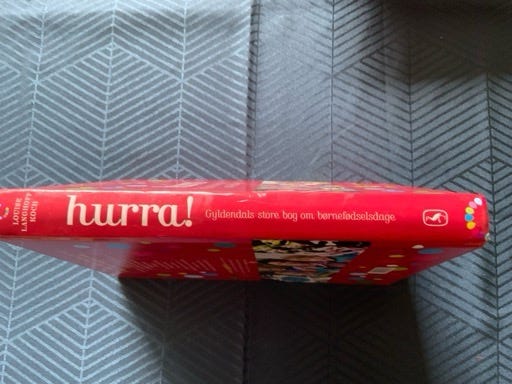 LOUISE
LANGHOFF
KOCH
hurra!
Gyldendals store bog om børnefødselsdage